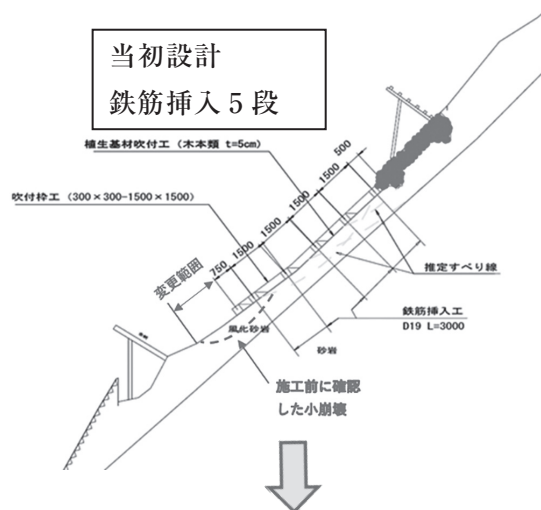 当初設計
鉄筋挿入5段
植生基材吹付工 (木本類 t=5cm)
500
1500
1500
吹付枠工 (300×300-1500×1500)
1500
1500
1500
750
変更範囲
推定すべり線
鉄筋挿入工
D19 L=3000
風化砂岩
砂岩
施工前に確認
した小崩壊